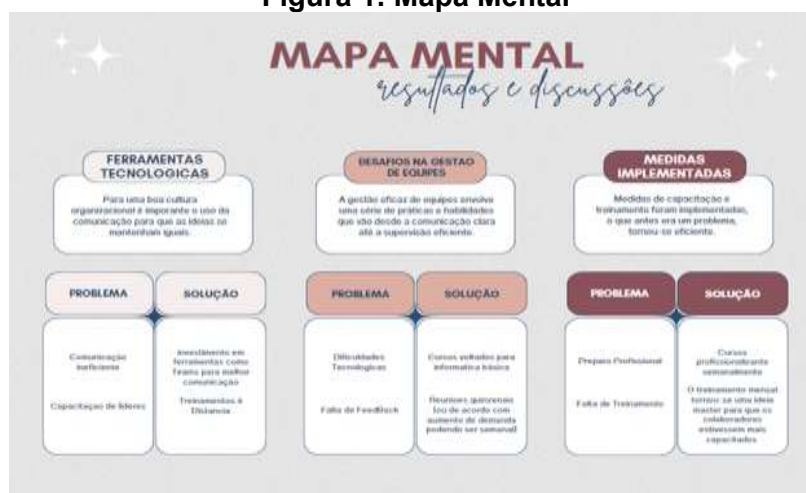 Figura 1: Mapa Mental
MAPA MENTAL
resultados e discussões
FERRAMENTAS
TECNOLOGICAS
Para uma boa cultura
organizacional é imporante o uso da
comunicação para que as ideias se
mantenham iguais.
DESAFIOS NA GESTAO
DE EQUIPES
A gestão eficaz de equipes envolve
uma série de práticas e habilidades
que vão desde a comunicação clara
até a supervisão eficiente.
MEDIDAS
IMPLEMENTADAS
Medidas de capacitação e
treinamento foram implementadas,
o que antes era um problema,
tornou-se eficiente.
PROBLEMA
SOLUÇÃO
Comunicação
ineficiente
Capacitaçao de líderes
Investimento em
ferramentas como
Teams para melhor
comunicação
Treinamentos à
Distancia
PROBLEMA
SOLUÇÃO
Dificuldades
Tecnologicas
Falta de Feedback
Cursos voltados para
informatica básica
Reunioes quinzenais
(ou de acordo com
aumento de demanda
podendo ser semanal)
PROBLEMA
SOLUÇÃO
Preparo Profissional
Falta de Treinamento
Cursos
profissionalizante
semanalmente
O treinamento mensal
tornou-se uma ideia
master para que os
colaboradores
estivessem mais
capacitados